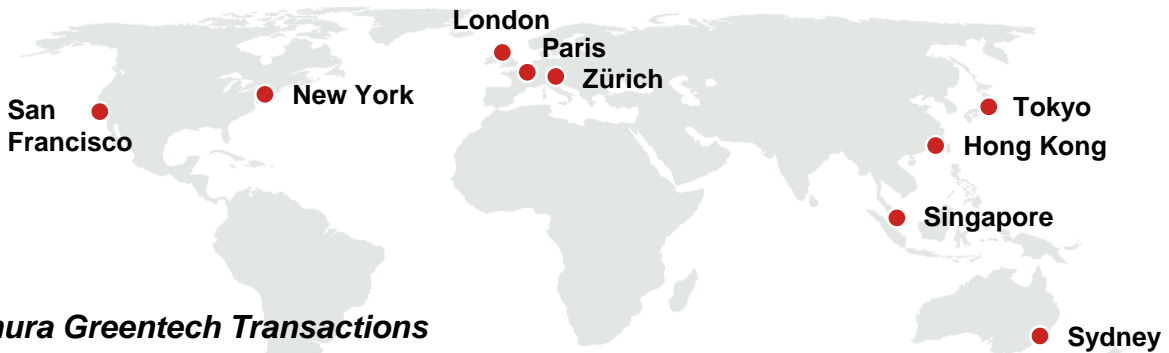 London
Paris
Zürich
New York
San
Francisco
Tokyo
Hong Kong
Singapore
Greentech Transactions
Sydney